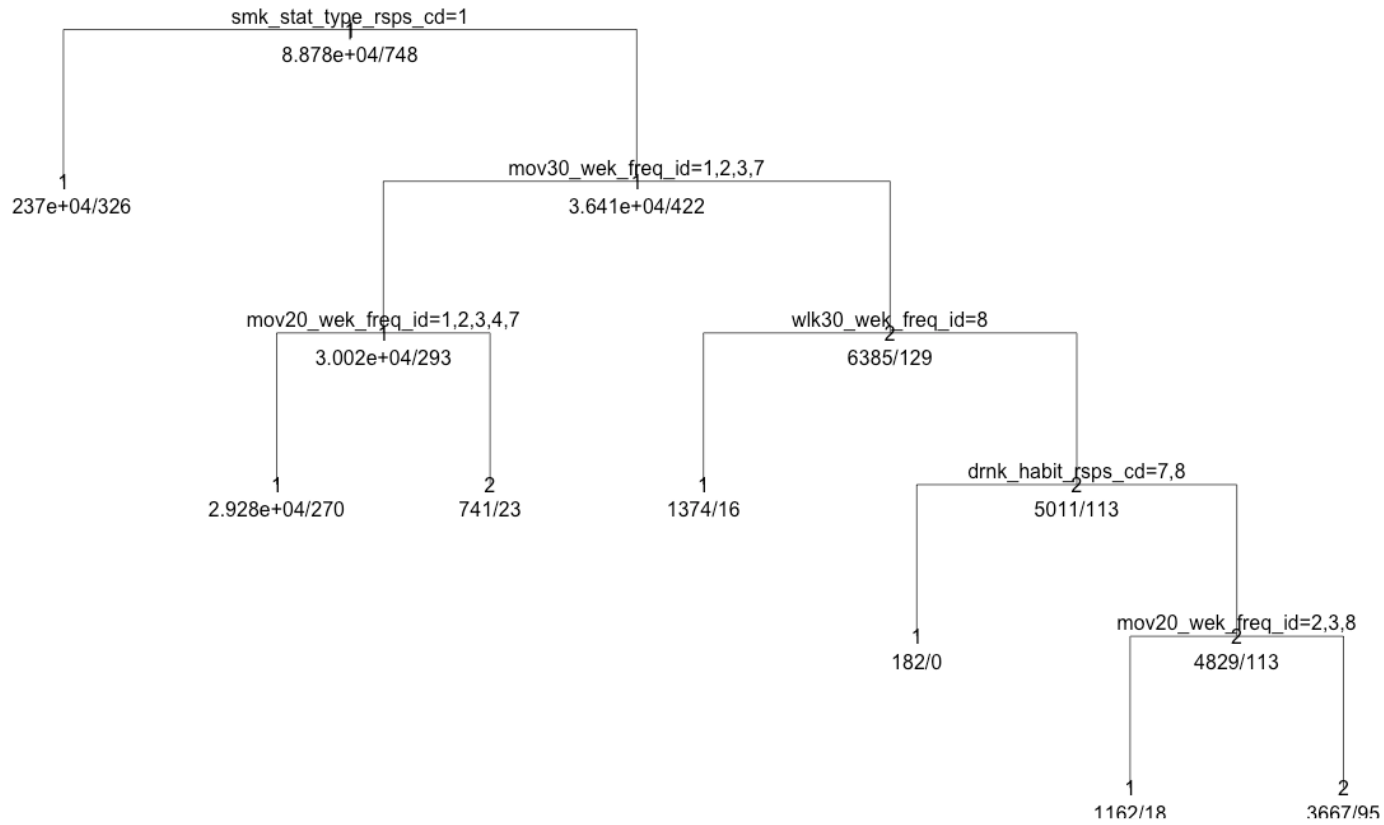 smk_stat_type_rsps_cd=1
1
8.878e+04/748
mov30_wek_freq_id=1,2,3,7
1
237e+04/326
1
3.641e+04/422
mov20_wek_freq_id=1,2,3,4,7
1
3.002e+04/293
wlk30_wek_freq_id=8
2
6385/129
drnk_habit_rsps_cd=7,8
1
2.928e+04/270
2
741/23
1
1374/16
2
5011/113
mov20_wek_freq_id=2,3,8
1
182/0
2
4829/113
1
1162/18
2
3667/95